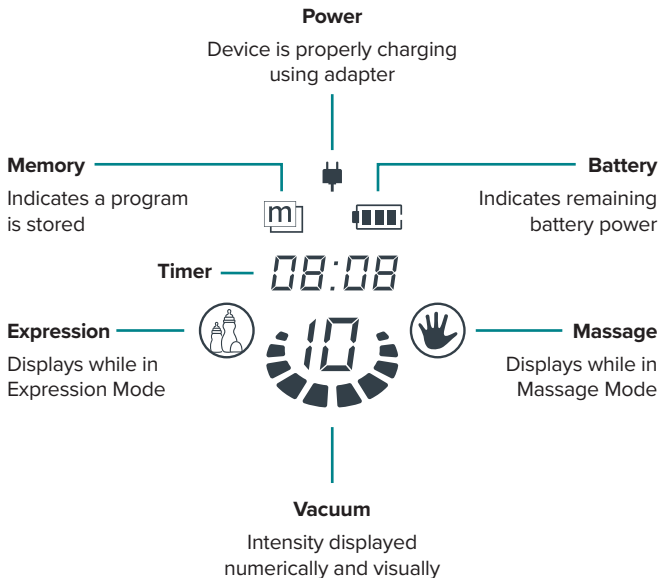 Power
Device is properly charging
using adapter
Memory
Indicates a program
is stored
Battery
Indicates remaining
battery power
m
Timer
08:08
Expression
Displays while in
Expression Mode
10
Massage
Displays while in
Massage Mode
Vacuum
Intensity displayed
numerically and visually